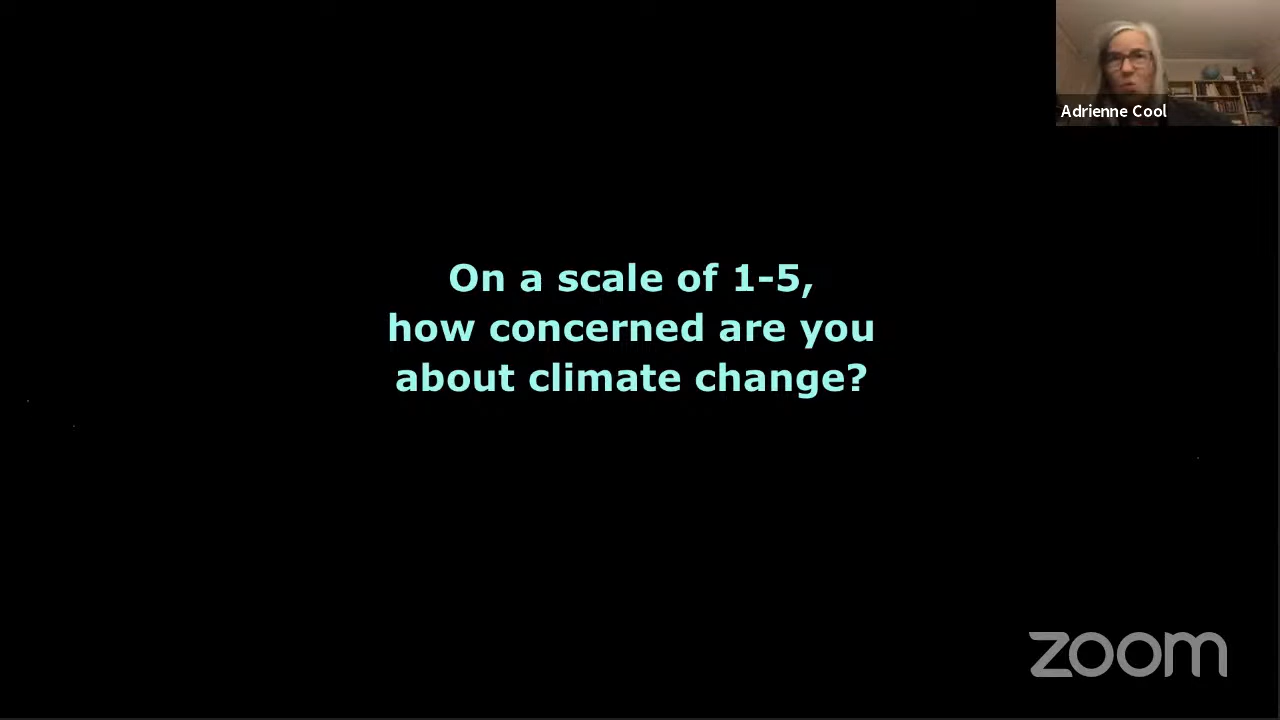 Adrienne Cool
On a scale of 1-5,
how concerned are you
about climate change?
zoom